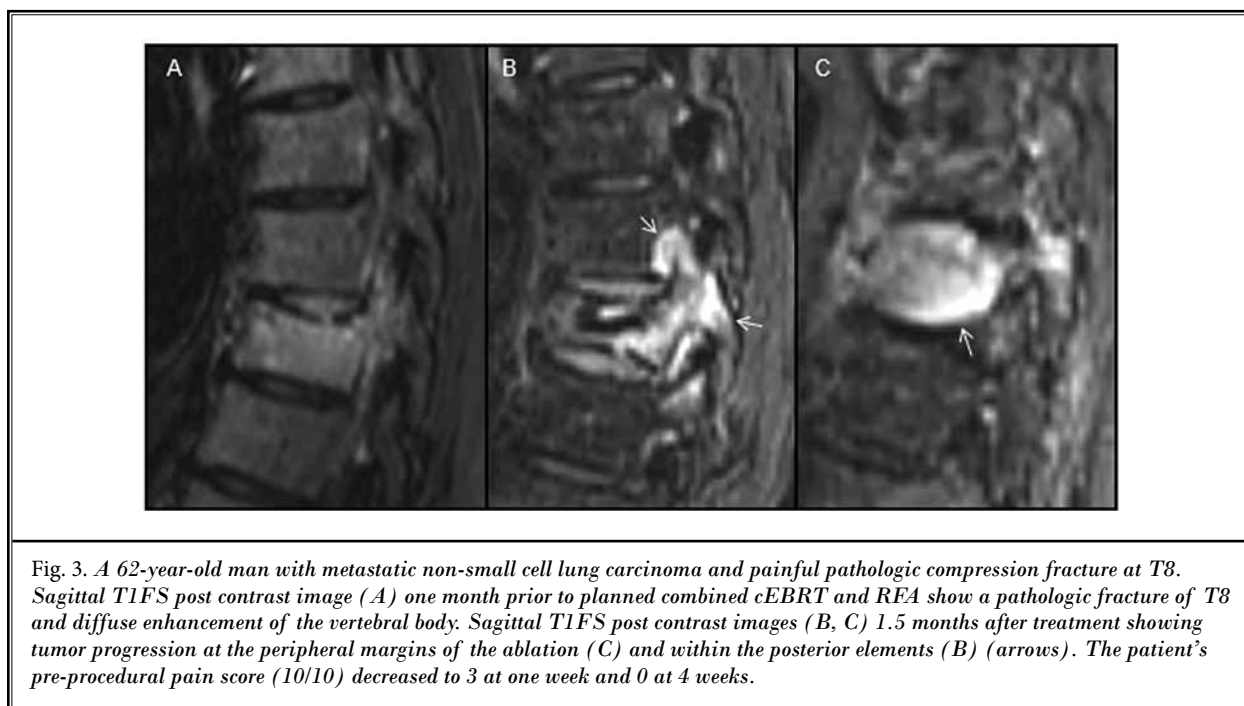 A
B
C
Fig. 3. A 62-year-old man with metastatic non-small cell lung carcinoma and painful pathologic compression fracture at T8.
Sagittal T1FS post contrast image (A) one month prior to planned combined cEBRT and RFA show a pathologic fracture of T8
and diffuse enhancement of the vertebral body. Sagittal T1FS post contrast images (B, C) 1.5 months after treatment showing
tumor progression at the peripheral margins of the ablation (C) and within the posterior elements (B) (arrows). The patient's
pre-procedural pain score (10/10) decreased to 3 at one week and 0 at 4 weeks.